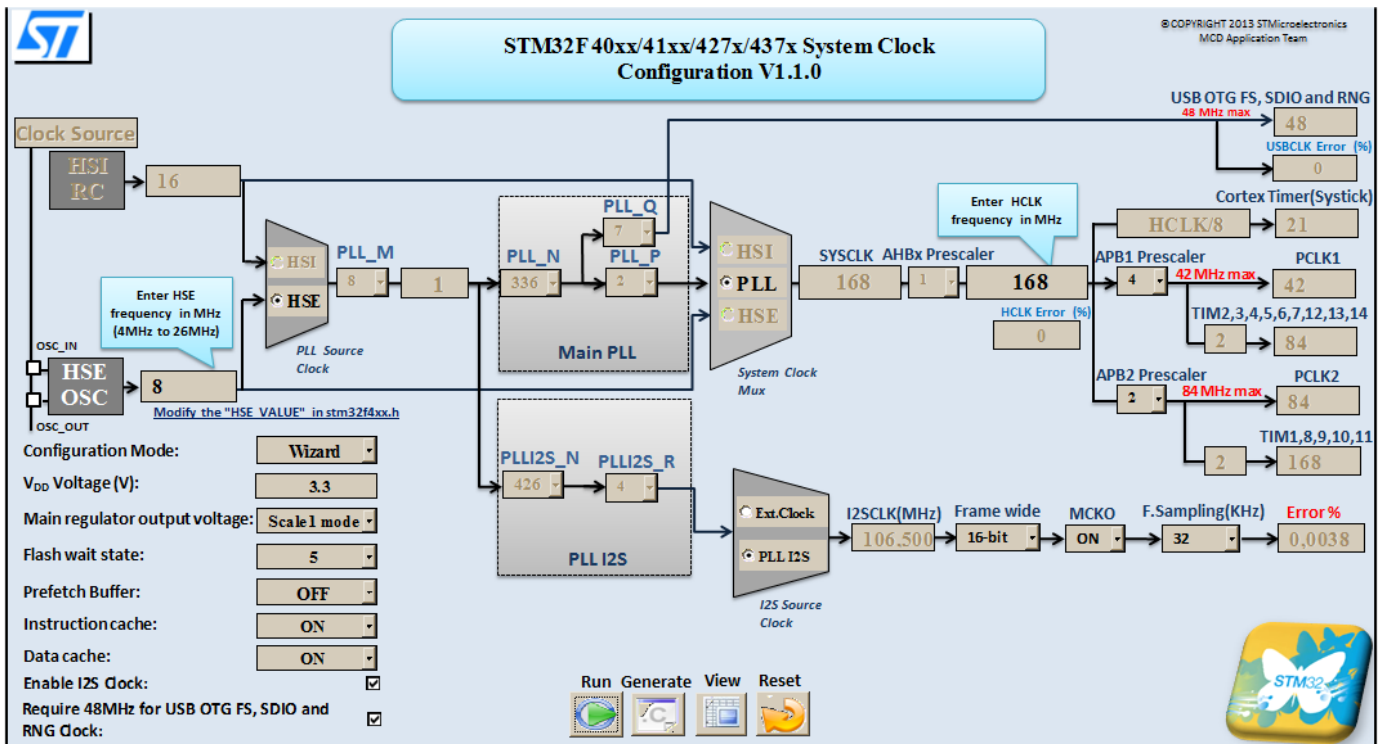 ST
STM32F40xx/41xx/427x/437x System Clock
Configuration V1.1.0
©COPYRIGHT 2013 STMicroelectronics
MCD Application Team
USB OTG FS, SDIO and RNG
48 MHz max
48
USBCLK Error (%)
0
Clock Source
HSI
RC
16
HSI
HSE
PLL Source
Clock
PLL_M
8
1
Enter HSE
frequency in MHz
(4MHz to 26MHz)
OSC_IN
HSE
OSC
OSC_OUT
8
Modify the "HSE_VALUE" in stm32f4xx.h
PLL_Q
7
PLL_N
PLL_P
336
2
Main PLL
HSI
PLL
HSE
System Clock
Mux
SYSCLK
168
AHBx Prescaler
1
Enter HCLK
frequency in MHz
168
HCLK Error (%)
0
Cortex Timer(Systick)
HCLK/8
21
APB1 Prescaler
4
42 MHz max
PCLK1
42
TIM2,3,4,5,6,7,12,13,14
2
84
APB2 Prescaler
2
84 MHz max
PCLK2
84
TIM1,8,9,10,11
2
168
PLLI2S_N
PLLI2S_R
426
4
PLL I2S
Ext.Clock
PLL I2S
I2S Source
Clock
I2SCLK(MHz)
106,500
Frame wide
16-bit
MCKO
ON
F.Sampling(KHz)
32
Error %
0,0038
Configuration Mode:
Wizard
VDD Voltage (V):
3.3
Main regulator output voltage:
Scale1 mode
Flash wait state:
5
Prefetch Buffer:
OFF
Instruction cache:
ON
Data cache:
ON
Enable I2S Clock:
Require 48MHz for USB OTG FS, SDIO and
RNG Clock:
Run
Generate
View
Reset
.C
STM32